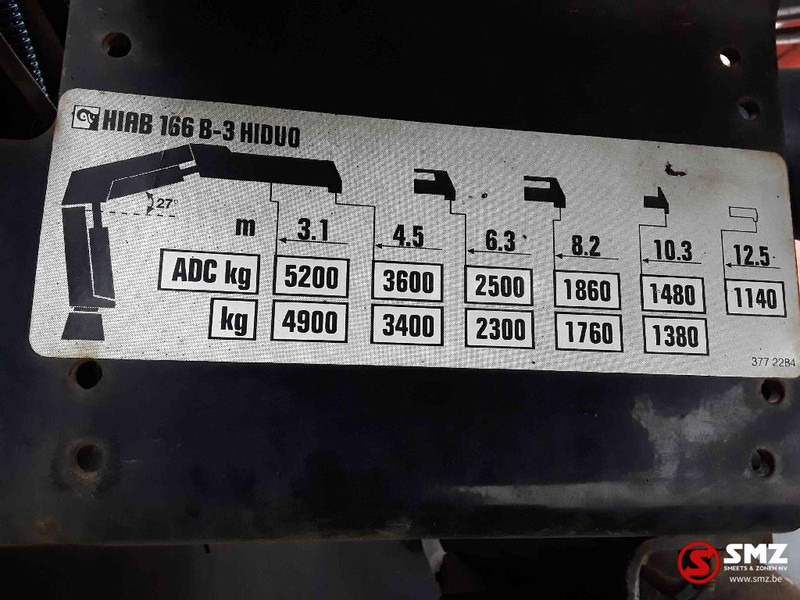 HIAB 166 B-3 HIDUO
27°
m 3.1 4.5 6.3 8.2 10.3 12.5
ADC kg 5200 3600 2500 1860 1480 1140
kg 4900 3400 2300 1760 1380
377 2284
S SMZ
SMEETS & ZONEN NV
www.smz.be